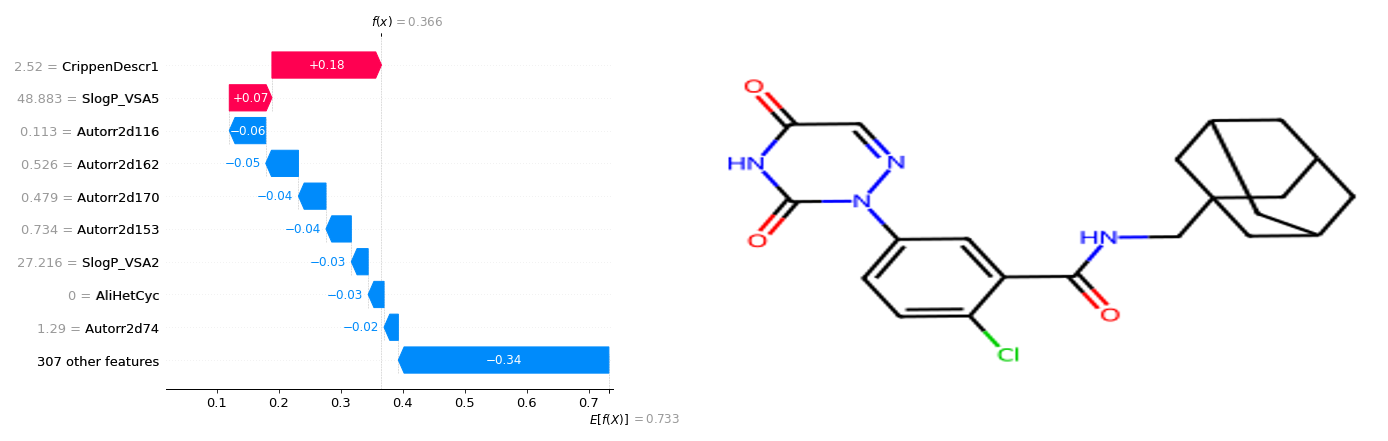 f(x) = 0.366
2.52 = CrippenDescr1
+0.18
48.883 = SlogP_VSA5
+0.07
0.113 = Autorr2d116
−0.06
0.526 = Autorr2d162
−0.05
0.479 = Autorr2d170
−0.04
0.734 = Autorr2d153
−0.04
27.216 = SlogP_VSA2
−0.03
0 = AliHetCyc
−0.03
1.29 = Autorr2d74
−0.02
307 other features
−0.34
0.1 0.2 0.3 0.4 0.5 0.6 0.7
E[f(X)] = 0.733
O
HN
N
O
N
HN
O
Cl